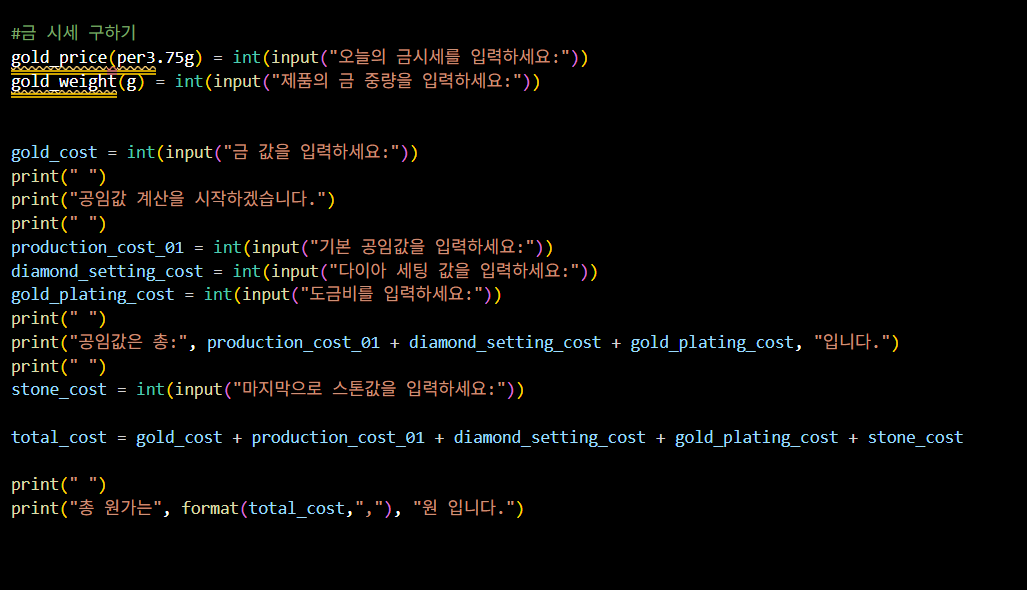 #금 시세 구하기
gold_price(per3.75g) = int(input("오늘의 금시세를 입력하세요:"))
gold_weight(g) = int(input("제품의 금 중량을 입력하세요:"))
gold_cost = int(input("금 값을 입력하세요:"))
print(" ")
print("공임값 계산을 시작하겠습니다.")
print(" ")
production_cost_01 = int(input("기본 공임값을 입력하세요:"))
diamond_setting_cost = int(input("다이아 세팅 값을 입력하세요:"))
gold_plating_cost = int(input("도금비를 입력하세요:"))
print(" ")
print("공임값은 총:", production_cost_01 + diamond_setting_cost + gold_plating_cost, "입니다.")
print(" ")
stone_cost = int(input("마지막으로 스톤값을 입력하세요:"))
total_cost = gold_cost + production_cost_01 + diamond_setting_cost + gold_plating_cost + stone_cost
print(" ")
print("총 원가는", format(total_cost,","), "원 입니다.")